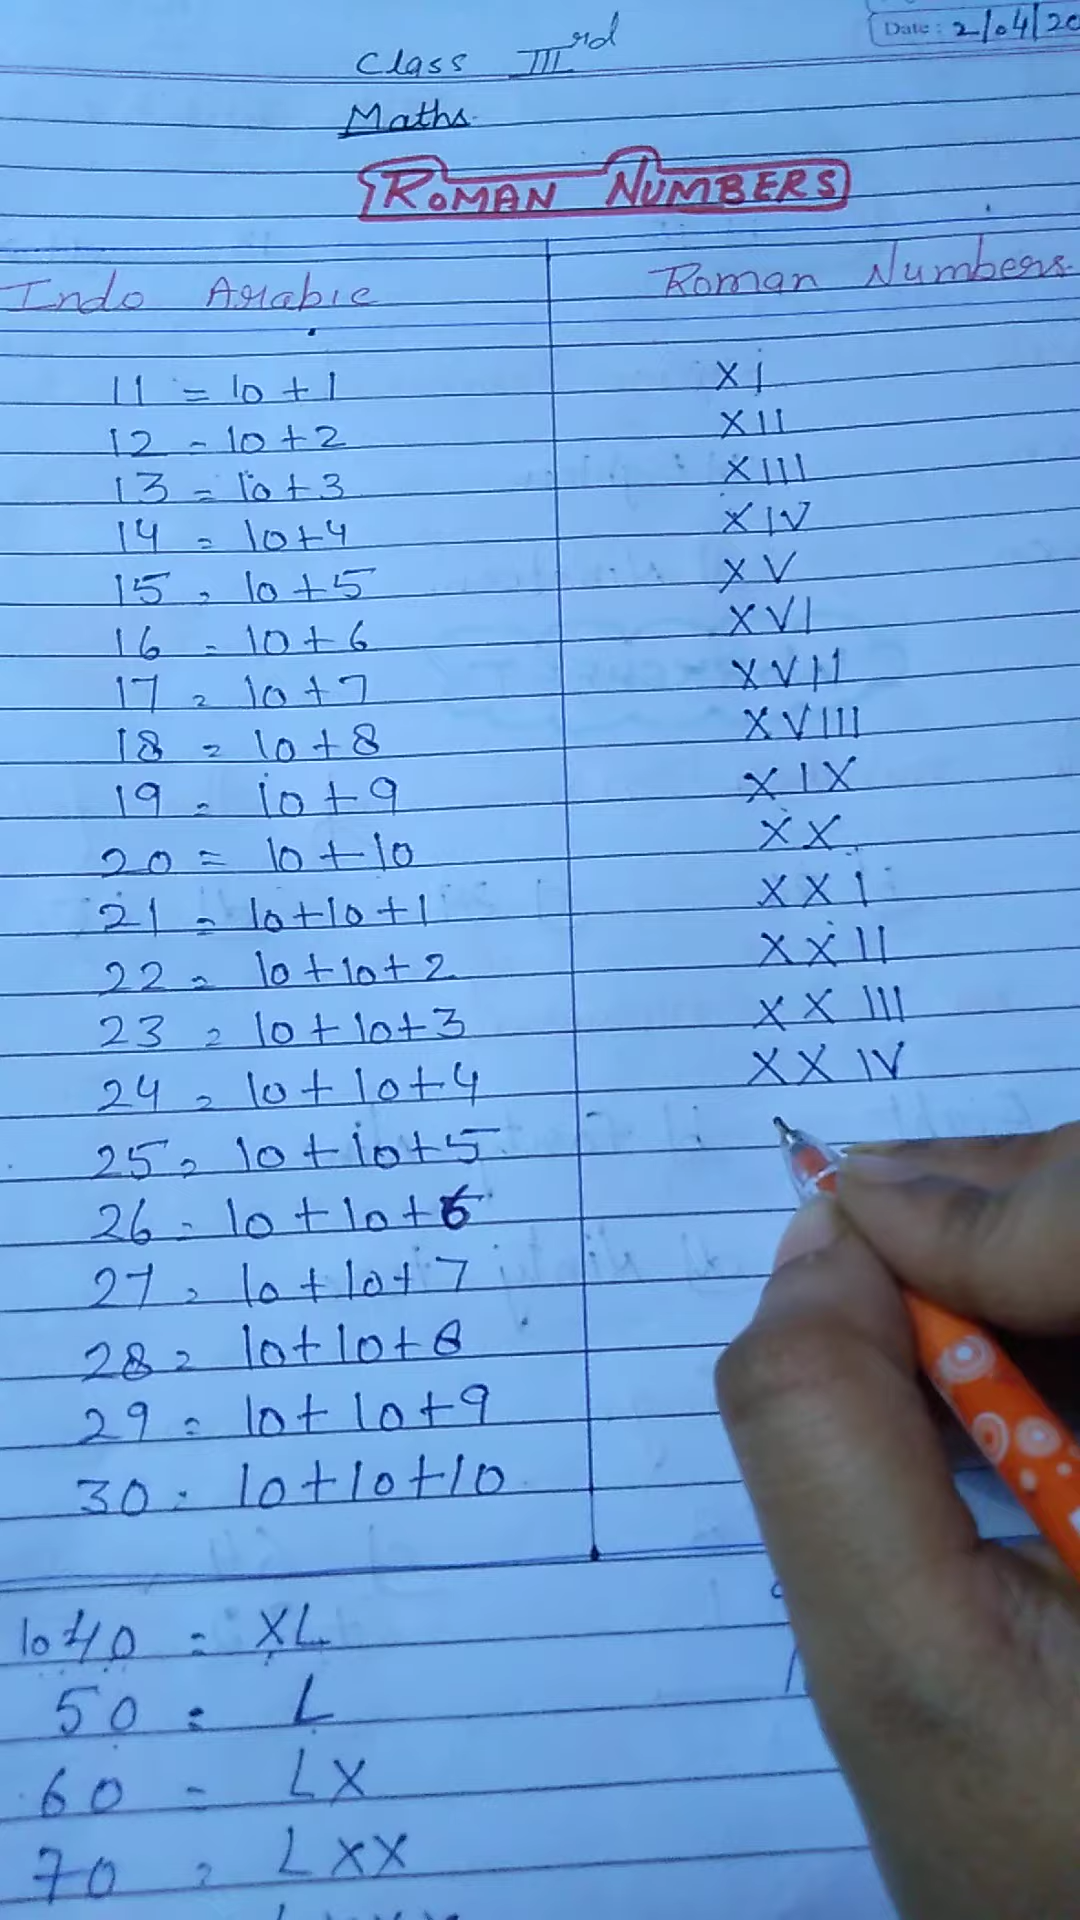 Date: 2/04/20
Class IIIrd
Maths.
ROMAN NUMBERS
Indo Arabic Roman Numbers.
11 = 10 + 1 XI
12 = 10 + 2 XII
13 = 10 + 3 XIII
14 = 10 + 4 XIV
15 = 10 + 5 XV
16 = 10 + 6 XVI
17 = 10 + 7 XVII
18 = 10 + 8 XVIII
19 = 10 + 9 XIX
20 = 10 + 10 XX
21 = 10 + 10 + 1 XXI
22 = 10 + 10 + 2 XXII
23 = 10 + 10 + 3 XXIII
24 = 10 + 10 + 4 XXIV
25 = 10 + 10 + 5
26 = 10 + 10 + 6
27 = 10 + 10 + 7
28 = 10 + 10 + 8
29 = 10 + 10 + 9
30 = 10 + 10 + 10
10 40 = XL
50 = L
60 = LX
70 = LXX